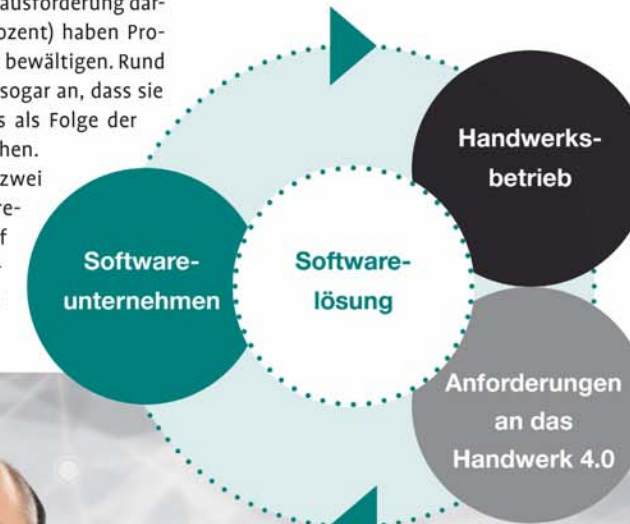 ausforderung dar-
ozent) haben Pro-
bewältigen. Rund
sogar an, dass sie
s als Folge der
hen.
zwei
re-
f
-
Handwerks-
betrieb
Software-
unternehmen
Software-
lösung
Anforderungen
an das
Handwerk 4.0